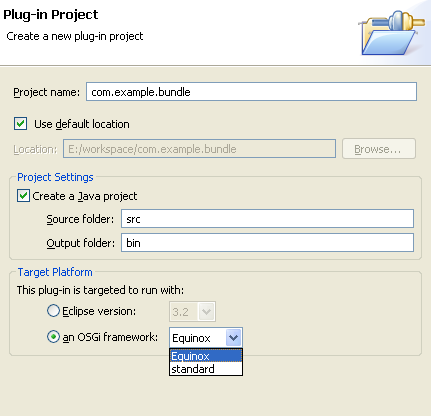 Plug-in Project
Create a new plug-in project
Project name: com.example.bundle
Use default location
Location: E:/workspace/com.example.bundle Browse...
Project Settings
Create a Java project
Source folder: src
Output folder: bin
Target Platform
This plug-in is targeted to run with:
Eclipse version: 3.2
an OSGi framework: Equinox
Equinox
standard